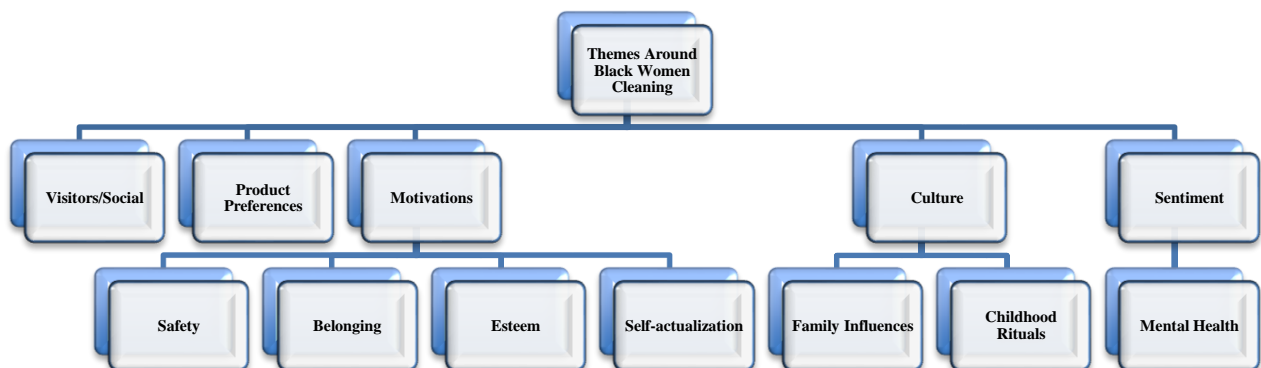 Themes Around
Black Women
Cleaning
Visitors/Social
Product
Preferences
Motivations
Culture
Sentiment
Safety
Belonging
Esteem
Self-actualization
Family Influences
Childhood
Rituals
Mental Health